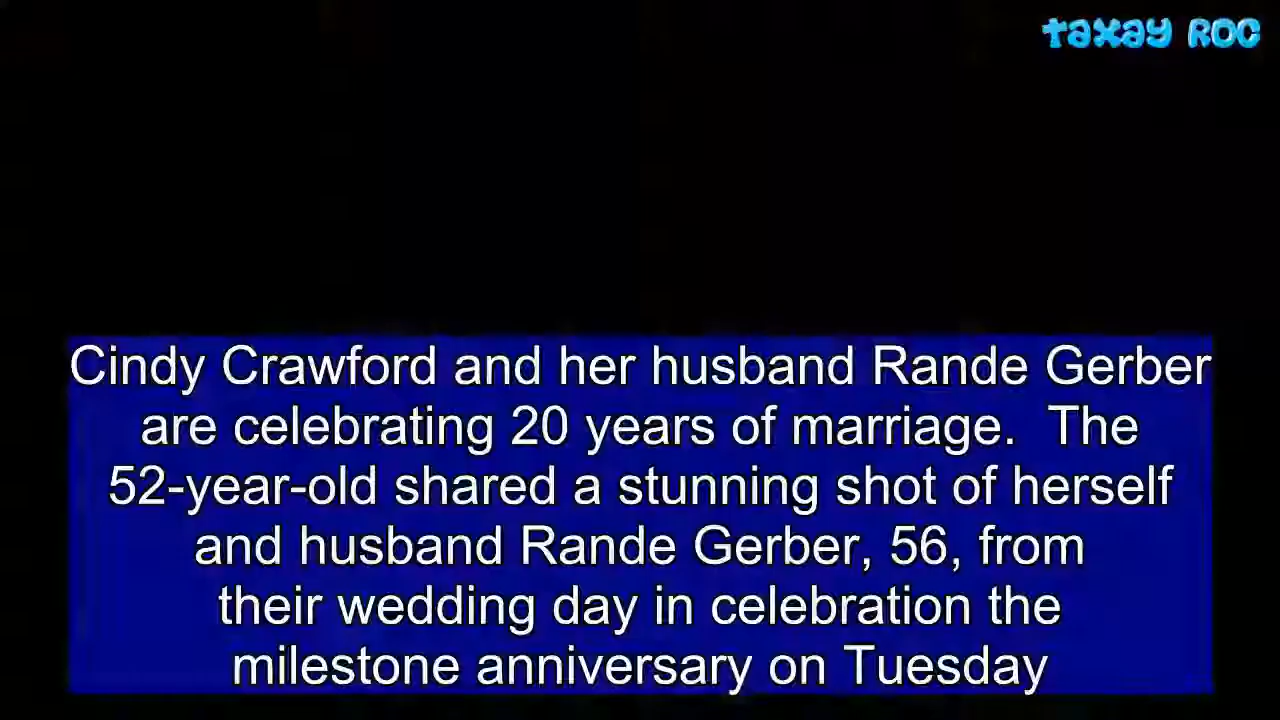 taxay ROC
Cindy Crawford and her husband Rande Gerber
are celebrating 20 years of marriage.  The
52-year-old shared a stunning shot of herself
and husband Rande Gerber, 56, from
their wedding day in celebration the
milestone anniversary on Tuesday